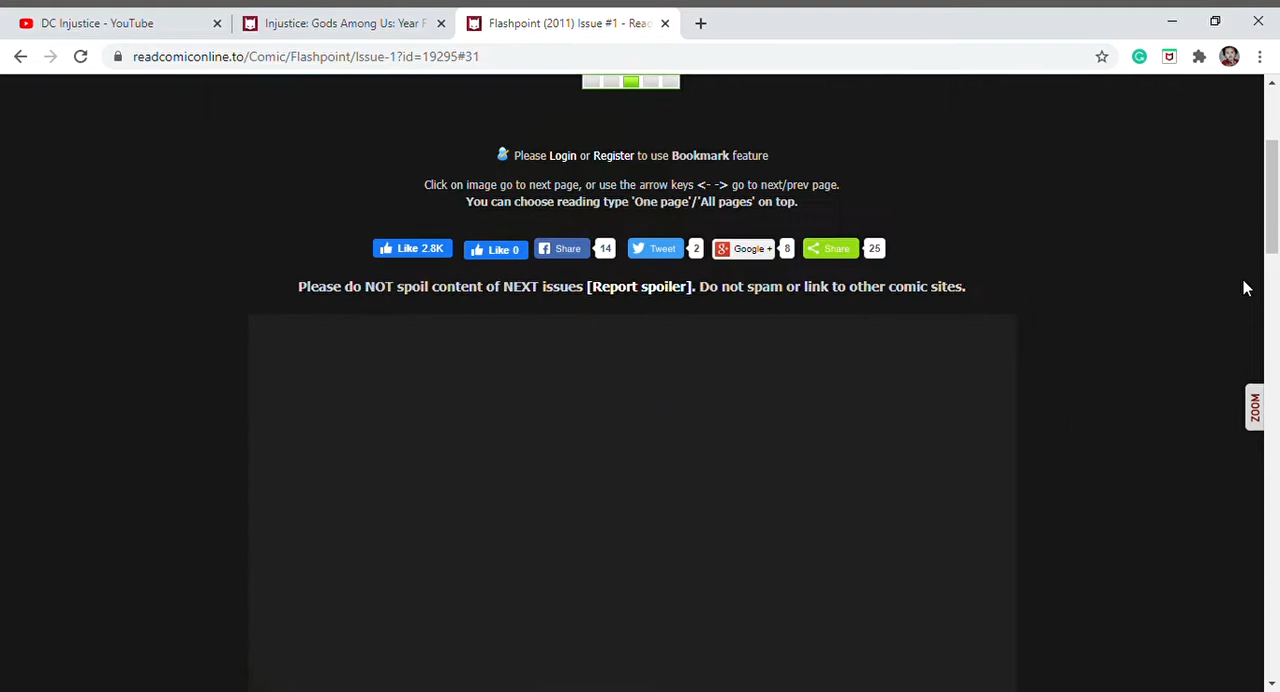 DC Injustice - YouTube
Injustice: Gods Among Us: Year F
Flashpoint (2011) Issue #1 - Read
readcomiconline.to/Comic/Flashpoint/Issue-1?id=19295#31
Please Login or Register to use Bookmark feature
Click on image go to next page, or use the arrow keys <- -> go to next/prev page.
You can choose reading type 'One page'/'All pages' on top.
Like 2.8K Like 0 Share 14 Tweet 2 Google + 8 Share 25
Please do NOT spoil content of NEXT issues [Report spoiler]. Do not spam or link to other comic sites.
ZOOM